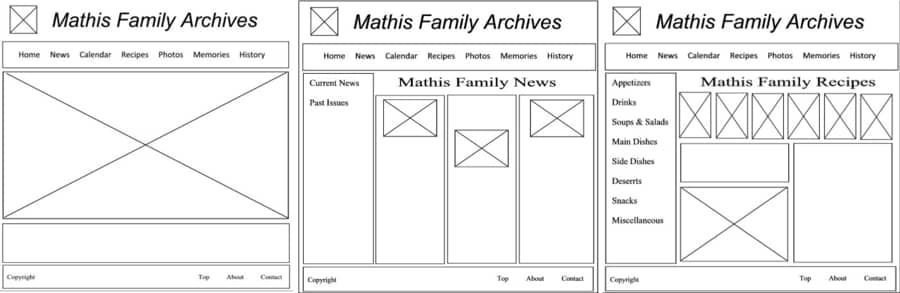 Mathis Family Archives
Home News Calendar Recipes Photos Memories History
Copyright Top About Contact
Mathis Family Archives
Home News Calendar Recipes Photos Memories History
Current News
Past Issues
Mathis Family News
Copyright Top About Contact
Mathis Family Archives
Home News Calendar Recipes Photos Memories History
Appetizers
Drinks
Soups & Salads
Main Dishes
Side Dishes
Deserrts
Snacks
Miscellaneous
Mathis Family Recipes
Copyright Top About Contact